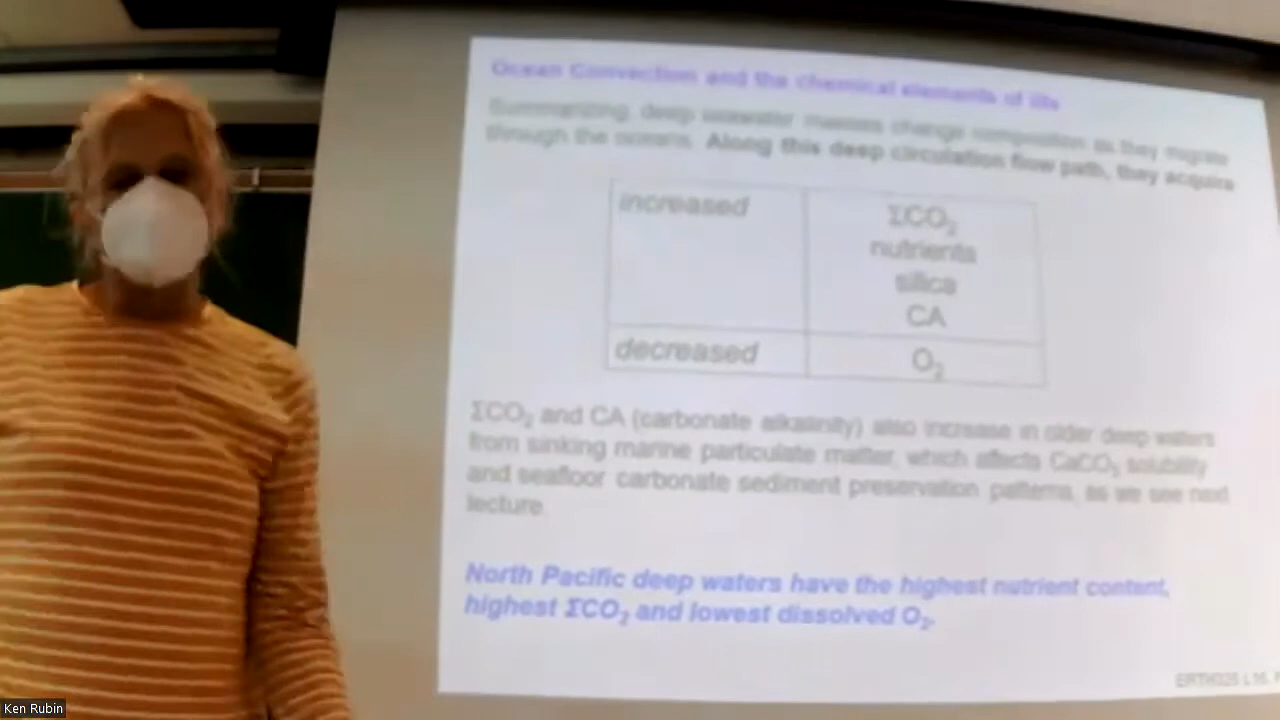 Ocean Convection and the chemical elements of life
Summarizing, deep seawater masses change composition as they migrate
through the oceans. Along this deep circulation flow path, they acquire
increased
ΣCO₂
nutrients
silica
CA
decreased
O₂
ΣCO₂ and CA (carbonate alkalinity) also increase in older deep waters
from sinking marine particulate matter, which affects CaCO₃ solubility
and seafloor carbonate sediment preservation patterns, as we see next
lecture.
North Pacific deep waters have the highest nutrient content,
highest ΣCO₂ and lowest dissolved O₂.
ERTH325 L16,
Ken Rubin